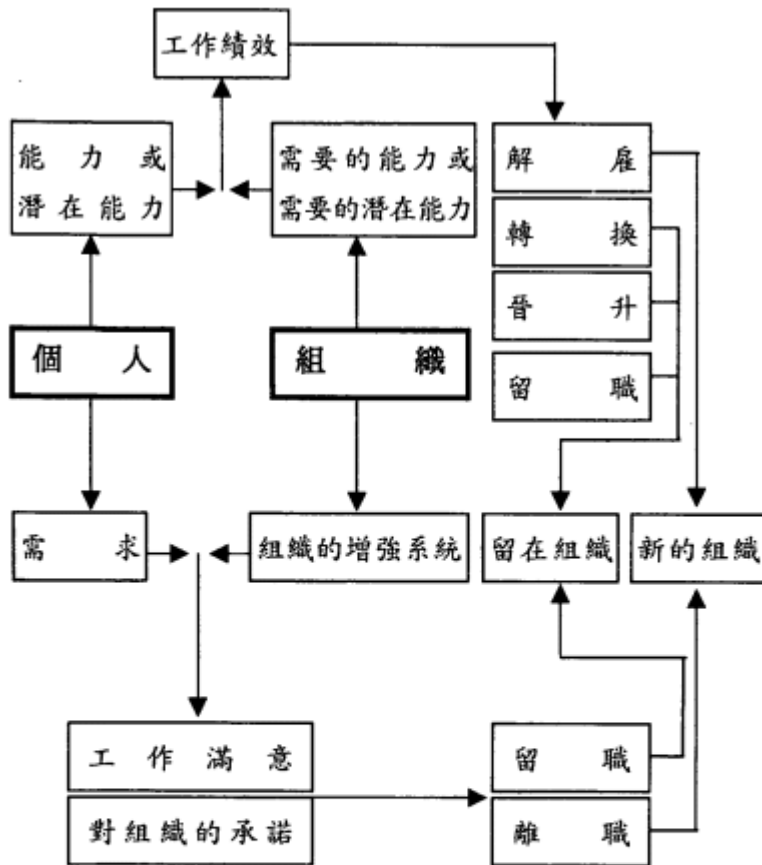 工作績效
能力或
潛在能力
需要的能力或
需要的潛在能力
解雇
轉換
晉升
留職
個人
組織
需求
組織的增強系統
留在組織
新的組織
工作滿意
對組織的承諾
留職
離職